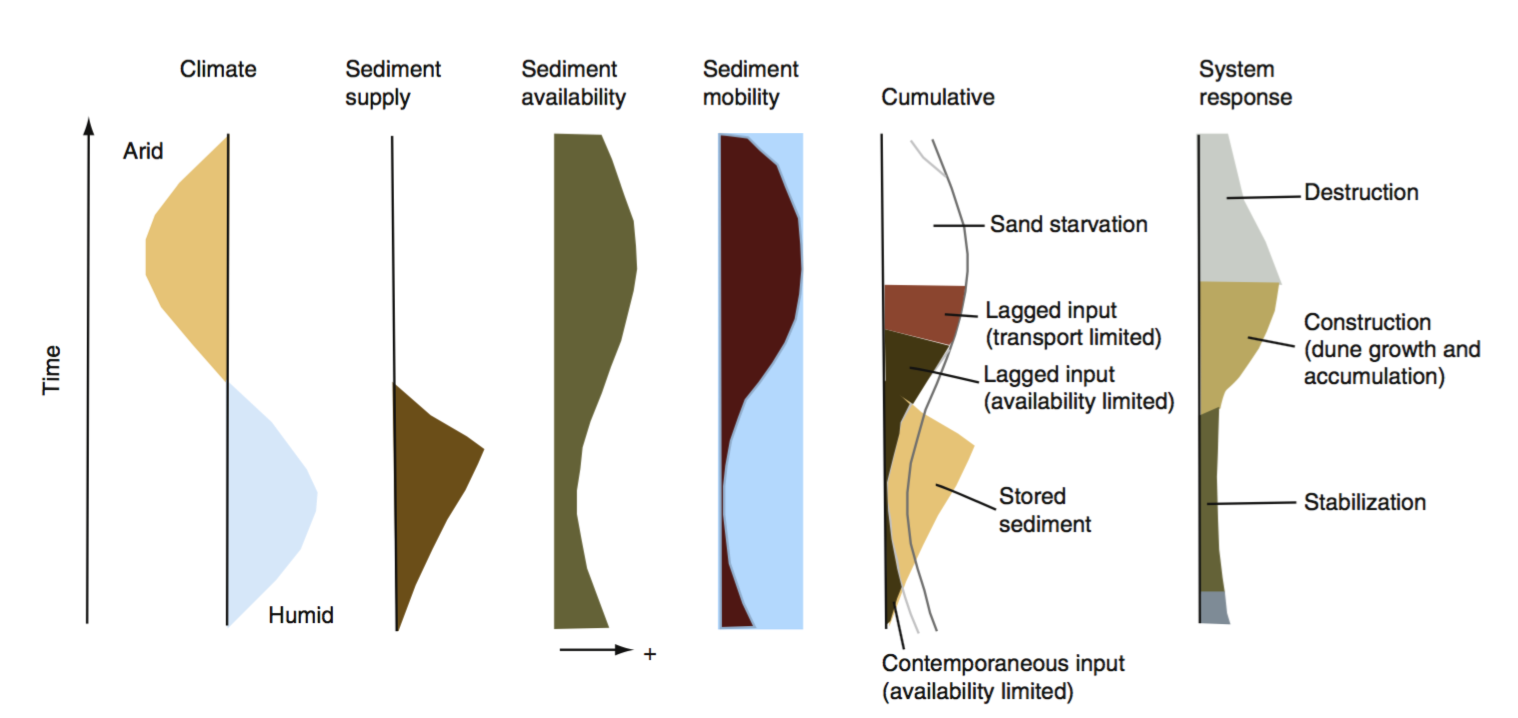 Climate
Sediment
supply
Sediment
availability
Sediment
mobility
Cumulative
System
response
Arid
Humid
Time
+
Sand starvation
Lagged input
(transport limited)
Lagged input
(availability limited)
Stored
sediment
Contemporaneous input
(availability limited)
Destruction
Construction
(dune growth and
accumulation)
Stabilization